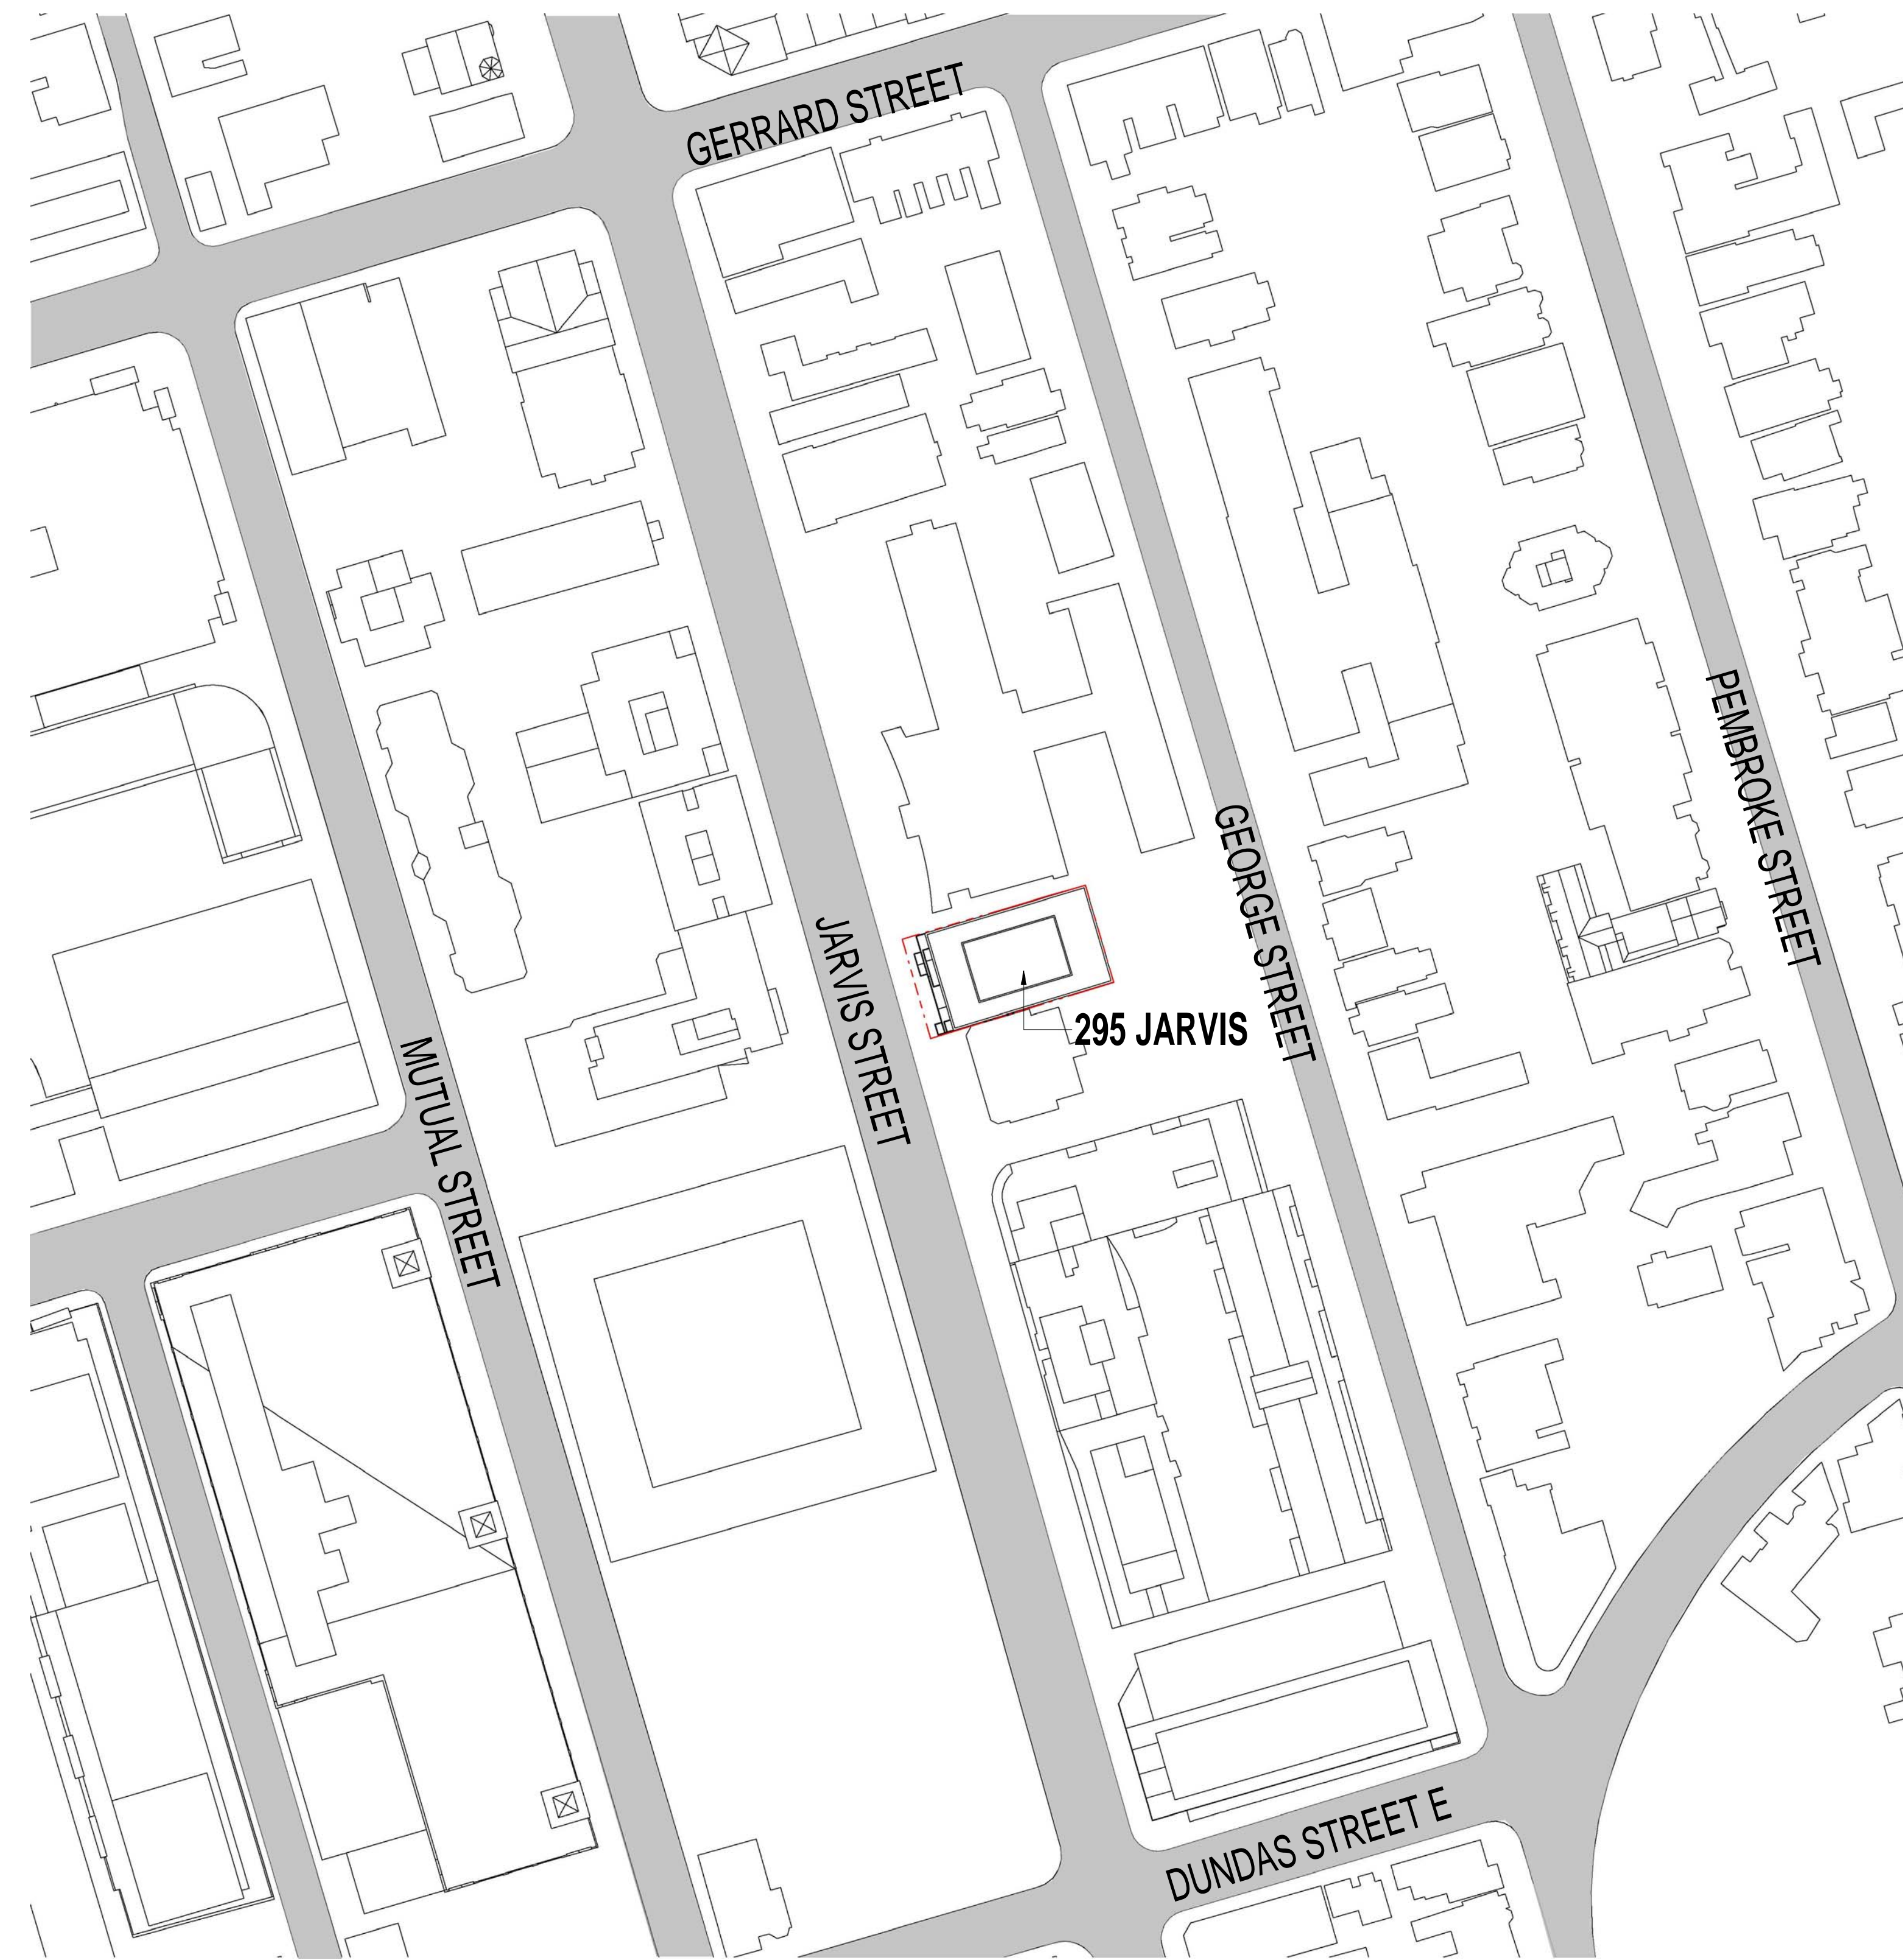 GERRARD STREET
PEMBROKE STREET
GEORGE STREET
JARVIS STREET
295 JARVIS
MUTUAL STREET
DUNDAS STREET E